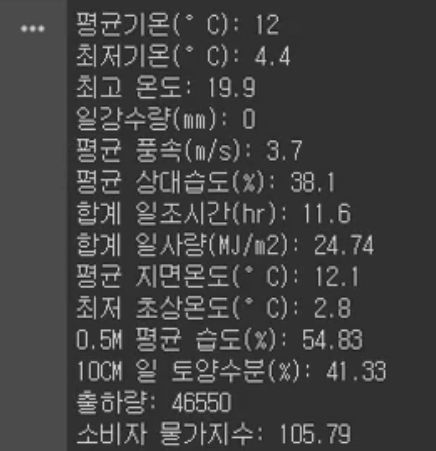 평균기온(° C): 12
최저기온(° C): 4.4
최고 온도: 19.9
일강수량(mm): 0
평균 풍속(m/s): 3.7
평균 상대습도(%): 38.1
합계 일조시간(hr): 11.6
합계 일사량(MJ/m2): 24.74
평균 지면온도(° C): 12.1
최저 초상온도(° C): 2.8
0.5M 평균 습도(%): 54.83
10CM 일 토양수분(%): 41.33
출하량: 46550
소비자 물가지수: 105.79